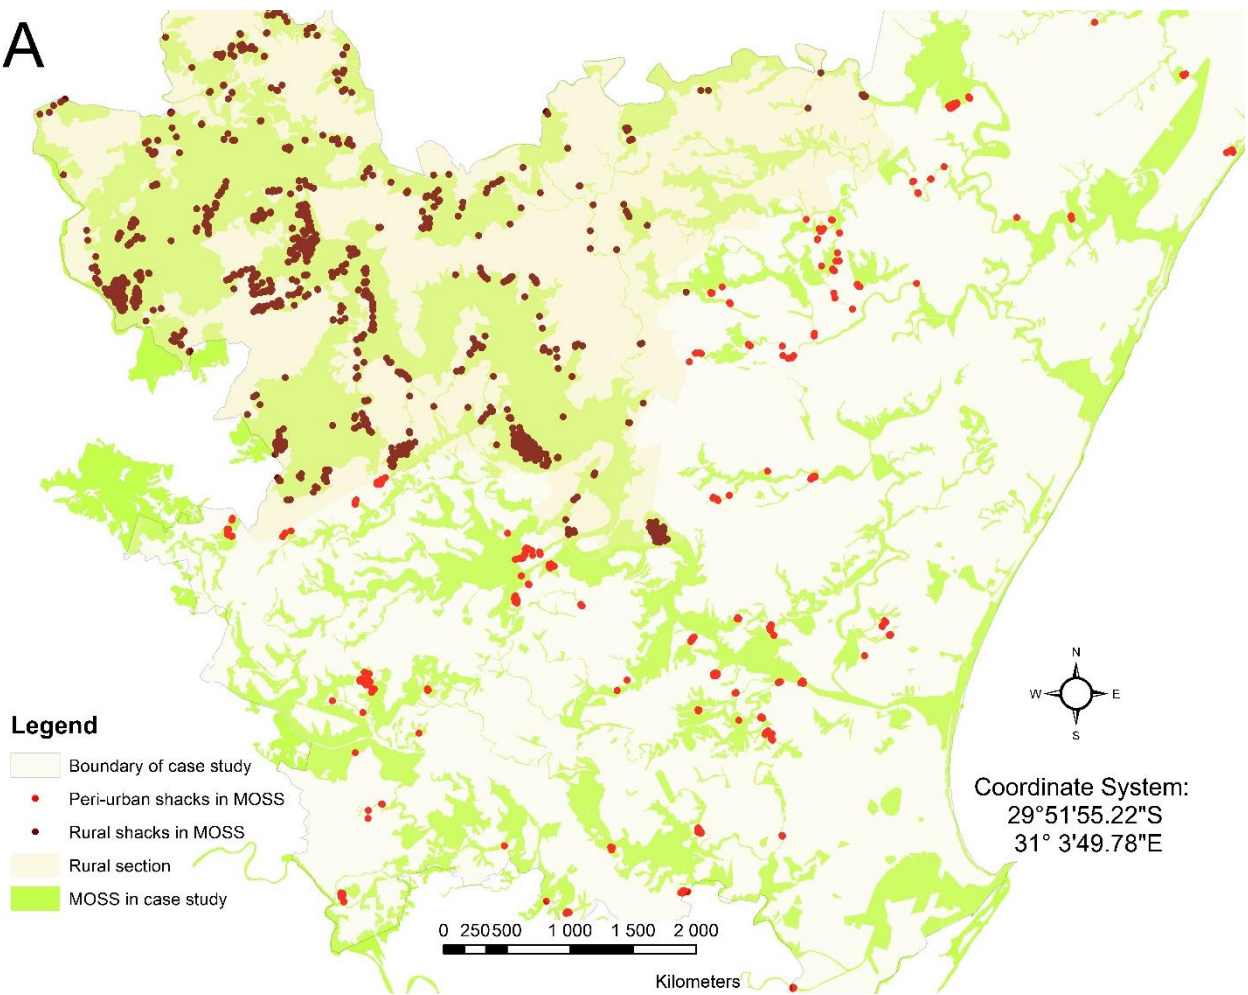 A
N
W E
S
Legend
Boundary of case study
Peri-urban shacks in MOSS
Rural shacks in MOSS
Rural section
MOSS in case study
Coordinate System:
29°51'55.22"S
31° 3'49.78"E
0 250 500 1 000 1 500 2 000
Kilometers